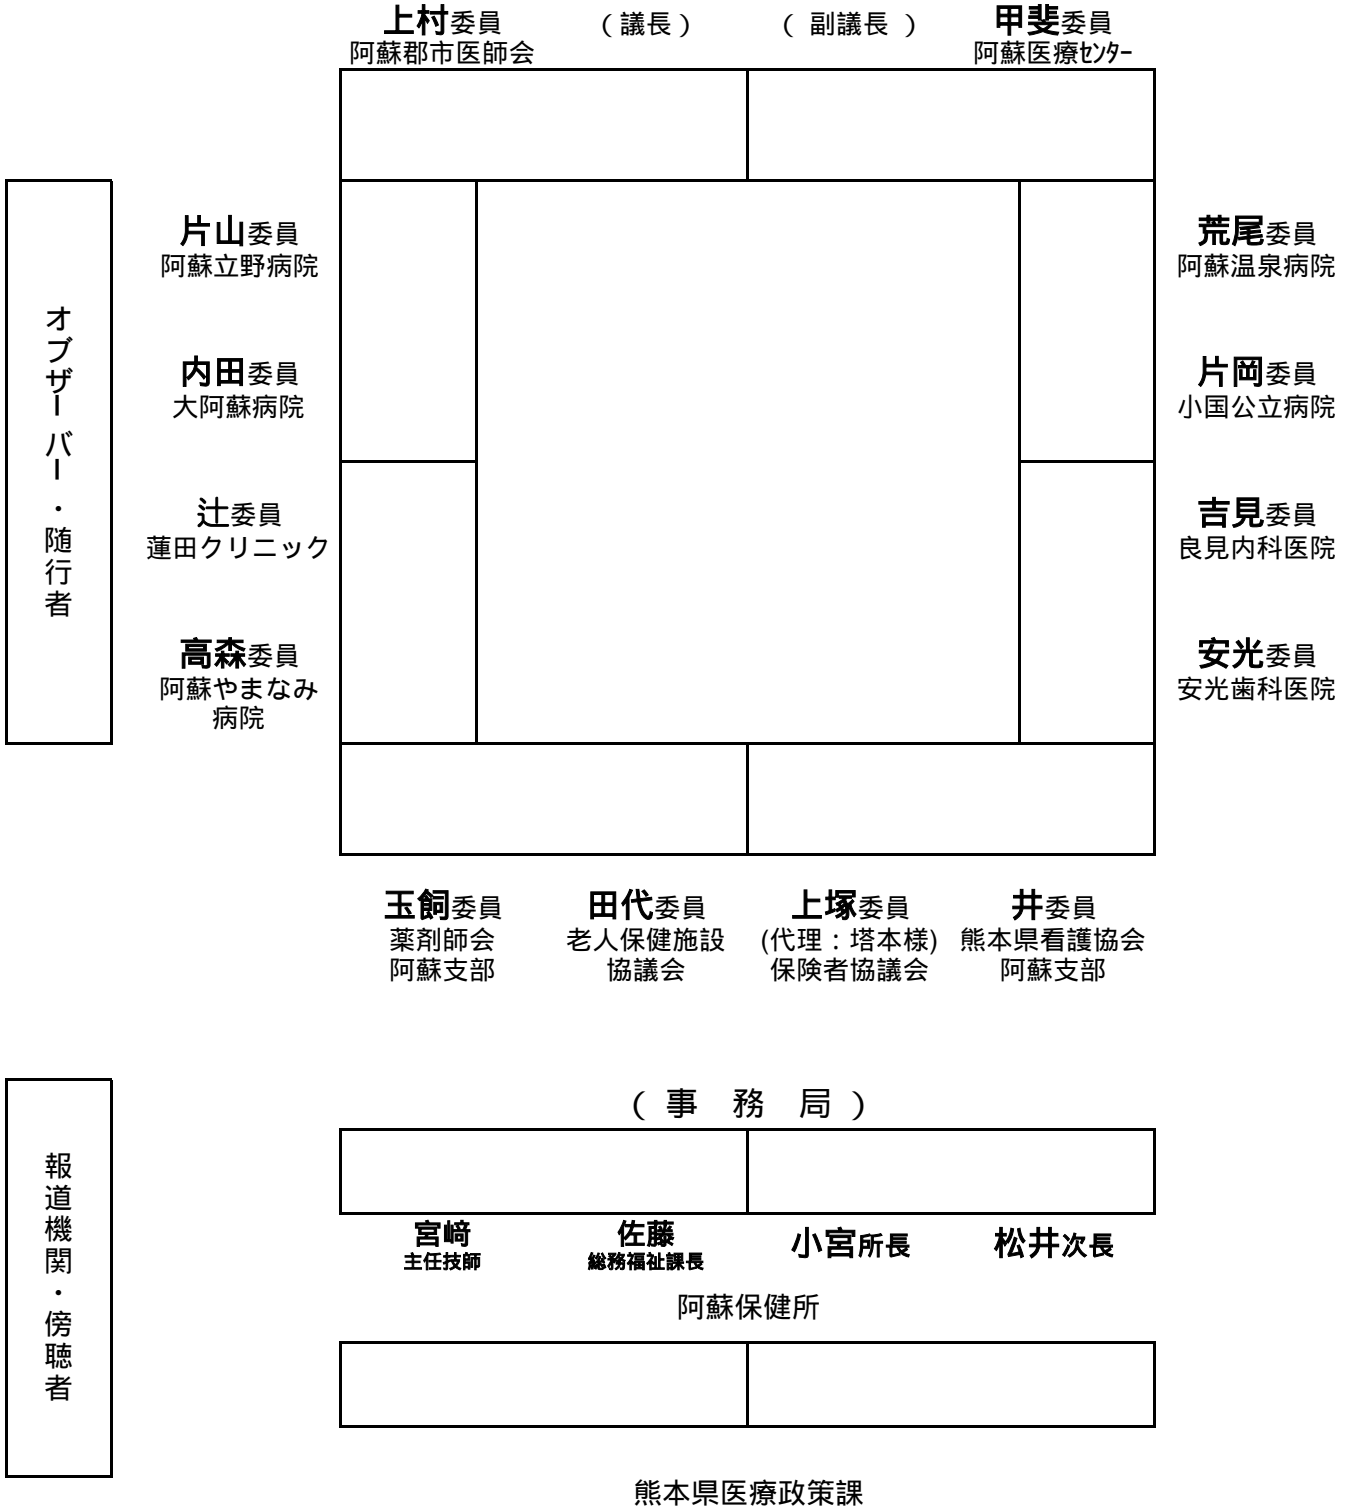 上村委員 （議長） （ 副議長 ） 甲斐委員
阿蘇郡市医師会 阿蘇医療ｾﾝﾀｰ
片山委員 荒尾委員
阿蘇立野病院 阿蘇温泉病院
オブザーバー・随行者
内田委員 片岡委員
大阿蘇病院 小国公立病院
辻委員 吉見委員
蓮田クリニック 良見内科医院
高森委員 安光委員
阿蘇やまなみ 安光歯科医院
病院
玉飼委員 田代委員 上塚委員 井委員
薬剤師会 老人保健施設 (代理：塔本様) 熊本県看護協会
阿蘇支部 協議会 保険者協議会 阿蘇支部
（ 事 務 局 ）
報道機関・傍聴者
宮﨑 佐藤 小宮所長 松井次長
主任技師 総務福祉課長
阿蘇保健所
熊本県医療政策課